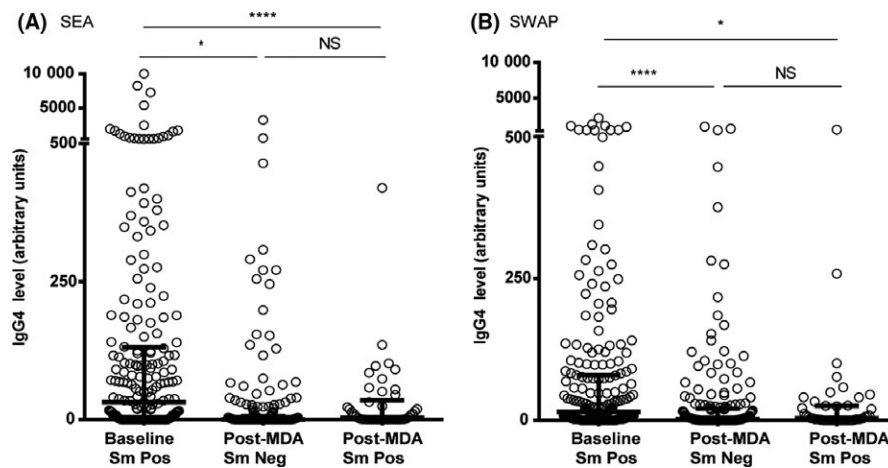 (A) SEA
****
*
NS
IgG4 level (arbitrary units)
10 000
5000
500
250
0
Baseline
Sm Pos
Post-MDA
Sm Neg
Post-MDA
Sm Pos
(B) SWAP
*
****
NS
IgG4 level (arbitrary units)
10 000
5000
500
250
0
Baseline
Sm Pos
Post-MDA
Sm Neg
Post-MDA
Sm Pos